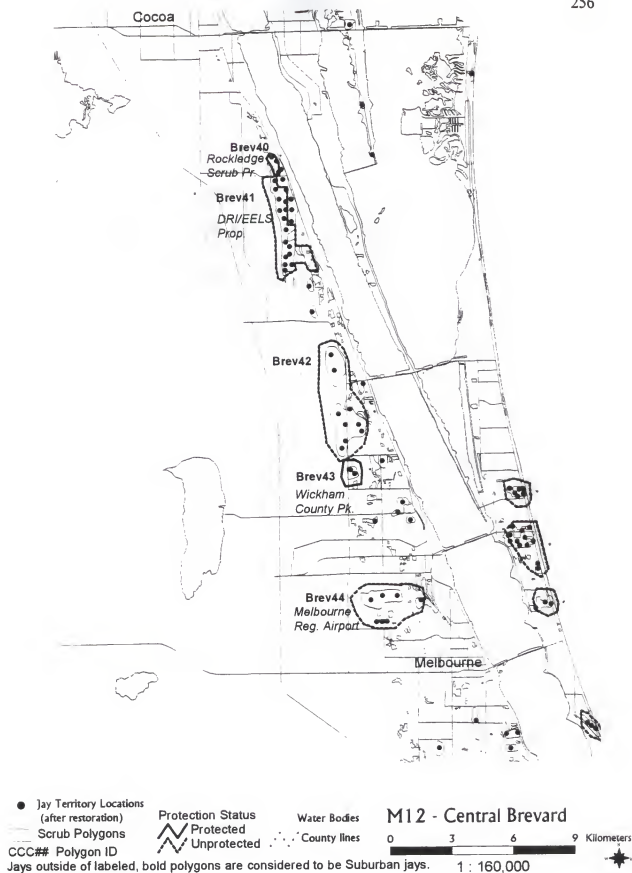 256
Cocoa
Brev40
Rockledge
Scrub Pr.
Brev41
DRI/EELS
Prop.
Brev42
Brev43
Wickham
County Pk.
Brev44
Melbourne
Reg. Airport
Melbourne
Jay Territory Locations
(after restoration)
Scrub Polygons
CCC## Polygon ID
Protection Status
Protected
Unprotected
Water Bodies
County lines
M12 - Central Brevard
0 3 6 9 Kilometers
1 : 160,000
Jays outside of labeled, bold polygons are considered to be Suburban jays.